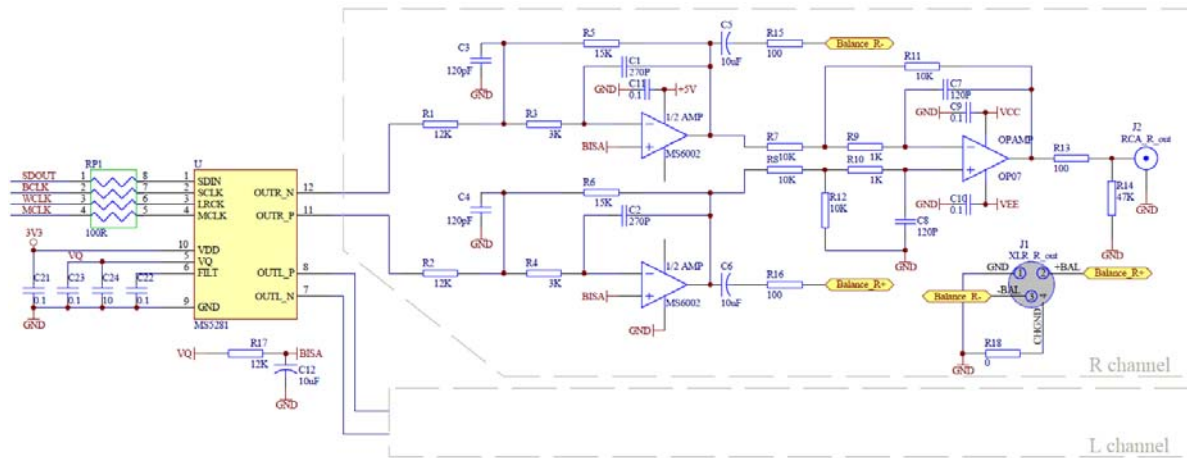 C5
R5
R15
Balance_R-
C3
15K
10uF
100
R11
120pF
C1
270P
10K
C11
C7
GND
GND
0.1
+5V
120P
C9
R1
R3
GND
0.1
VCC
1/2 AMP
J2
12K
3K
R7
R9
OPAMP
RCA_R_out
BISA
MS6002
10K
1K
R13
RP1
U
R8
R10
OP07
100
SDOUT 1 8 1 SDIN
BCLK 2 7 2 SCLK OUTR_N 12
WCLK 3 6 3 LRCK
MCLK 4 5 4 MCLK OUTR_P 11
100R
R6
10K
1K
R14
C4
15K
R12
GND
C10
47K
120pF
C2
10K
0.1
VEE
270P
C8
GND
GND
120P
3V3
10 VDD
GND
J1
GND
VQ 5 VQ
R2
R4
1/2 AMP
C6
R16
XLR_R_out
6 FILT OUTL_P 8
12K
3K
Balance_R+
GND 1 2 +BAL Balance_R+
C21
C23
C24
C22
BISA
MS6002
10uF
100
Balance_R- -BAL 3 4
0.1
0.1
10
0.1
9 GND OUTL_N 7
GND
CHGND
GND
MS5281
R18
R17
0
VQ
BISA
GND
12K
C12
10uF
R channel
GND
L channel